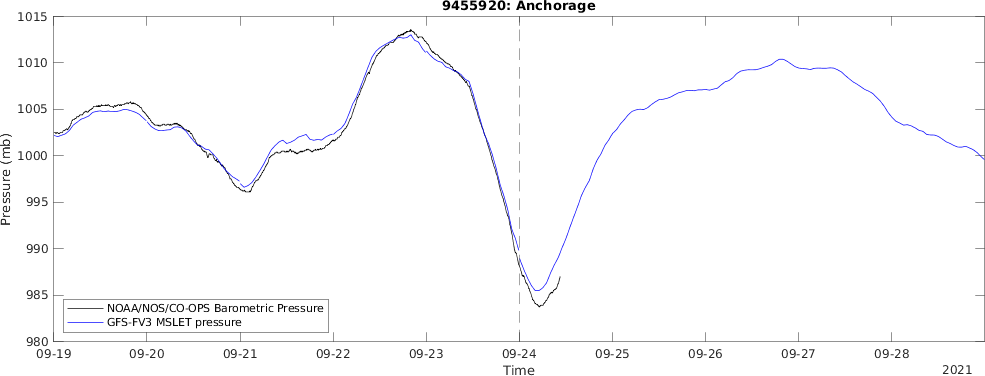 9455920: Anchorage
Pressure (mb)
1015
1010
1005
1000
995
990
985
980
NOAA/NOS/CO-OPS Barometric Pressure
GFS-FV3 MSLET pressure
09-19 09-20 09-21 09-22 09-23 09-24 09-25 09-26 09-27 09-28
Time
2021